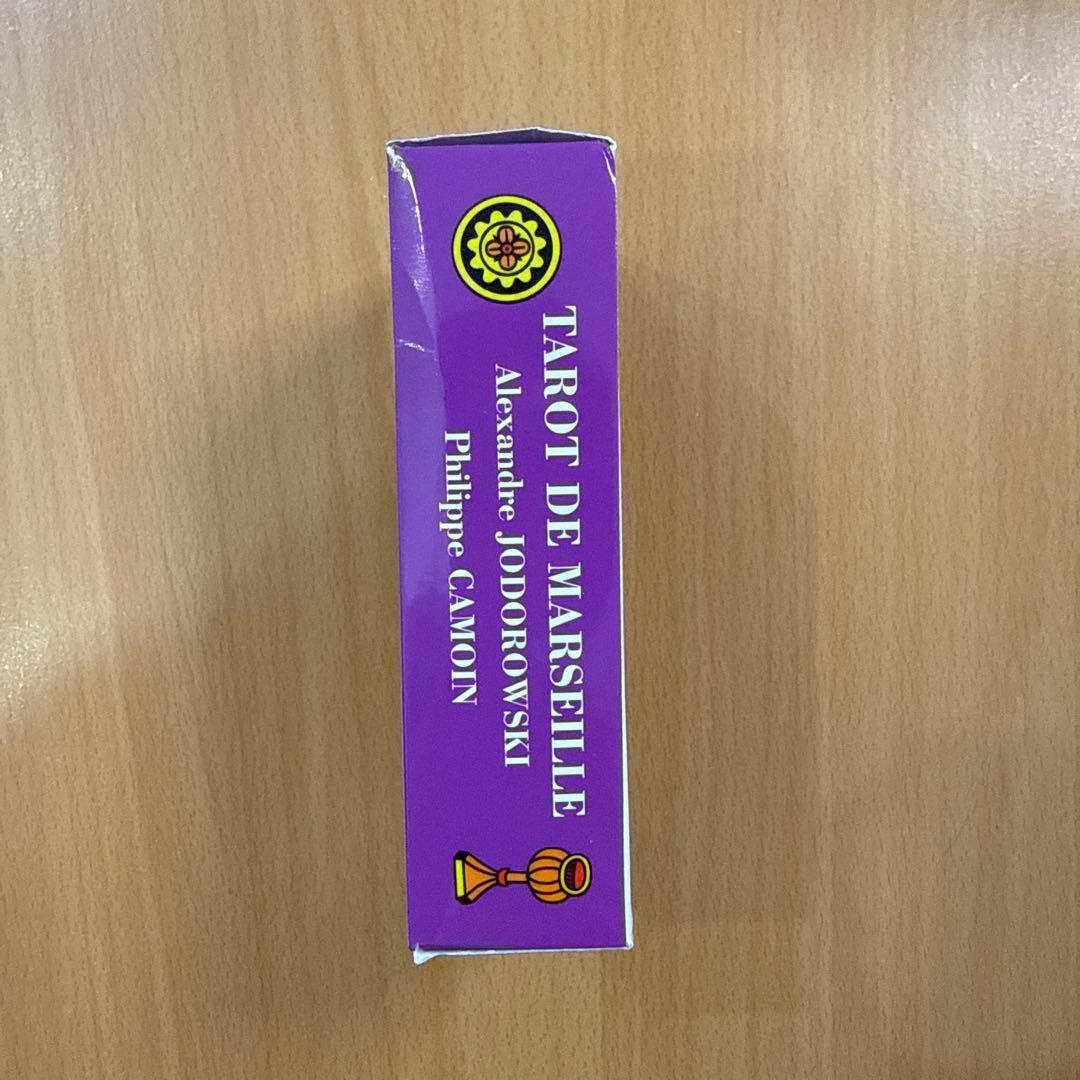 TAROT DE MARSEILLE
Alexandre JODOROWSKI
Philippe CAMOIN